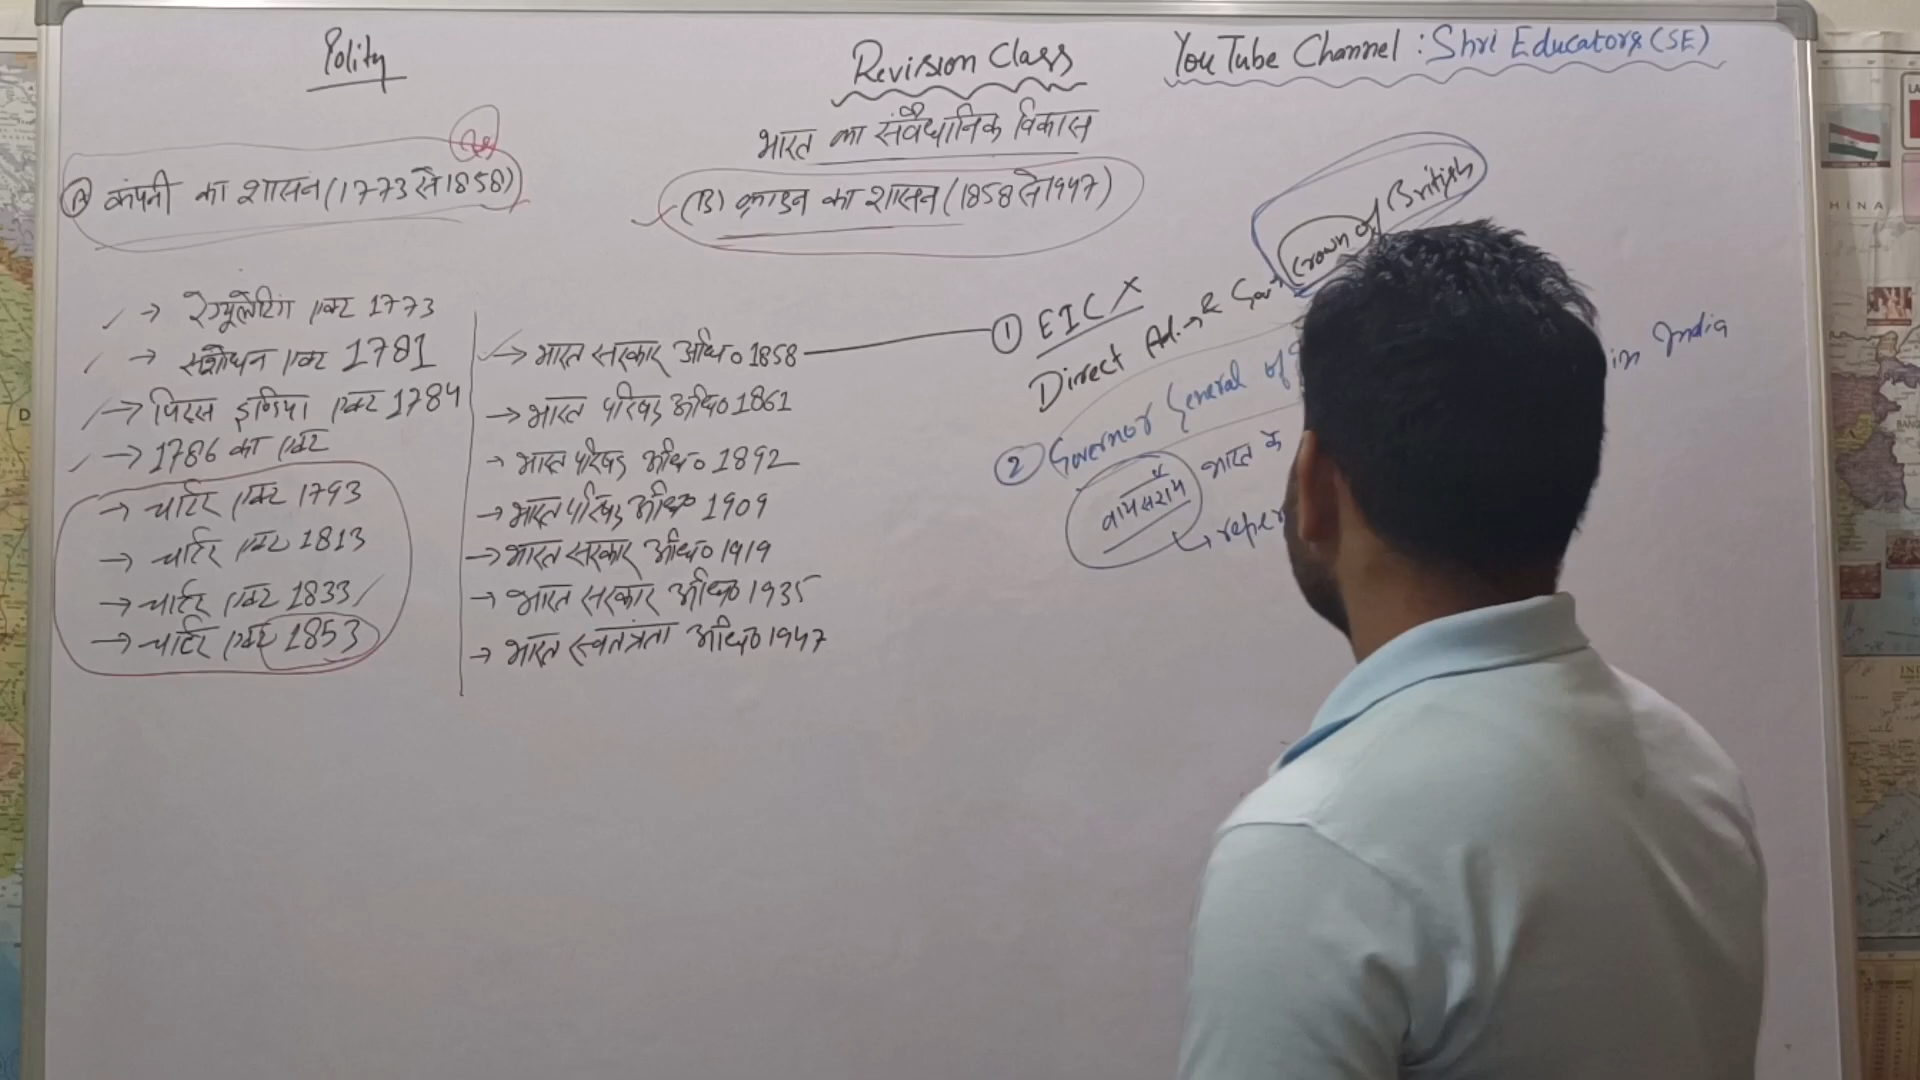 Polity
Revision Class
YouTube Channel : Shri Educators (SE)
भारत का संवैधानिक विकास
(A) कंपनी का शासन (1773 से 1858)
(B) क्राउन का शासन (1858 से 1947)
→ रेग्यूलेटिंग एक्ट 1773
→ संशोधन एक्ट 1781
→ पिट्स इण्डिया एक्ट 1784
→ 1786 का एक्ट
→ चार्टर एक्ट 1793
→ चार्टर एक्ट 1813
→ चार्टर एक्ट 1833
→ चार्टर एक्ट 1853
→ भारत सरकार अधि० 1858
→ भारत परिषद अधि० 1861
→ भारत परिषद अधि० 1892
→ भारत परिषद अधि० 1909
→ भारत सरकार अधि० 1919
→ भारत सरकार अधि० 1935
→ भारत स्वतंत्रता अधि० 1947
① EIC X
Direct Ad. → & Govt Crown of British
② Governor General of in India
वायसराय भारत के
HINA